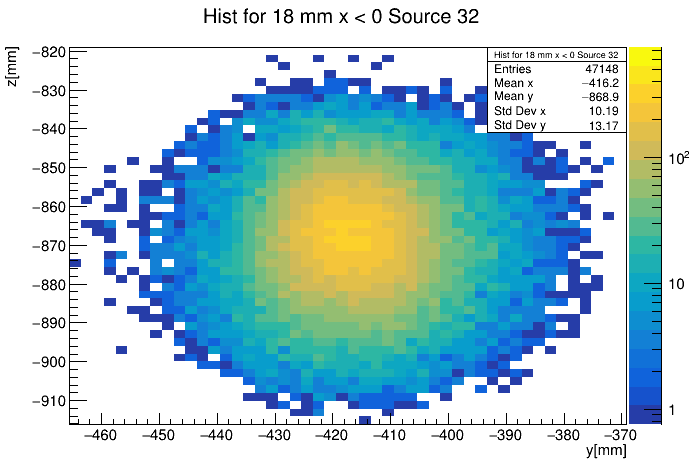 Hist for 18 mm x < 0 Source 32
z[mm]
Hist for 18 mm x < 0 Source 32
Entries 47148
Mean x −416.2
Mean y −868.9
Std Dev x 10.19
Std Dev y 13.17
−820
−830
−840
−850
−860
−870
−880
−890
−900
−910
10²
10
1
−460 −450 −440 −430 −420 −410 −400 −390 −380 −370
y[mm]